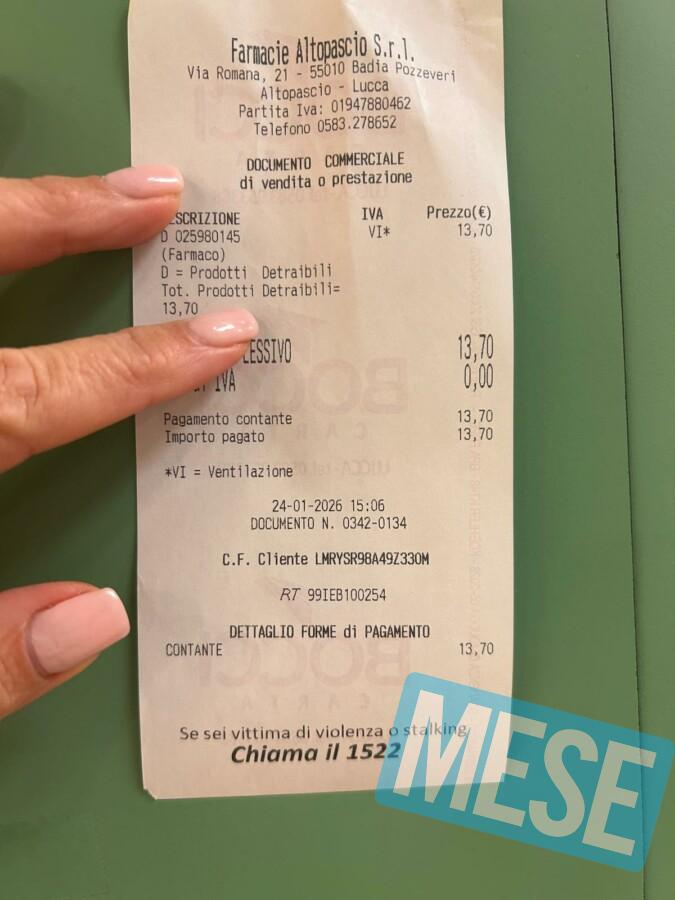 Farmacie Altopascio S.r.l.
Via Romana, 21 - 55010 Badia Pozzeveri
Altopascio - Lucca
Partita Iva: 01947880462
Telefono 0583.278652
DOCUMENTO COMMERCIALE
di vendita o prestazione
ESCRIZIONE IVA Prezzo(€)
D 025980145 VI* 13,70
(Farmaco)
D = Prodotti Detraibili
Tot. Prodotti Detraibili=
13,70
LESSIVO 13,70
IVA 0,00
Pagamento contante 13,70
Importo pagato 13,70
*VI = Ventilazione
24-01-2026 15:06
DOCUMENTO N. 0342-0134
C.F. Cliente LMRYSR98A49Z330M
RT 99IEB100254
DETTAGLIO FORME di PAGAMENTO
CONTANTE 13,70
Se sei vittima di violenza o stalking
Chiama il 1522
MESE